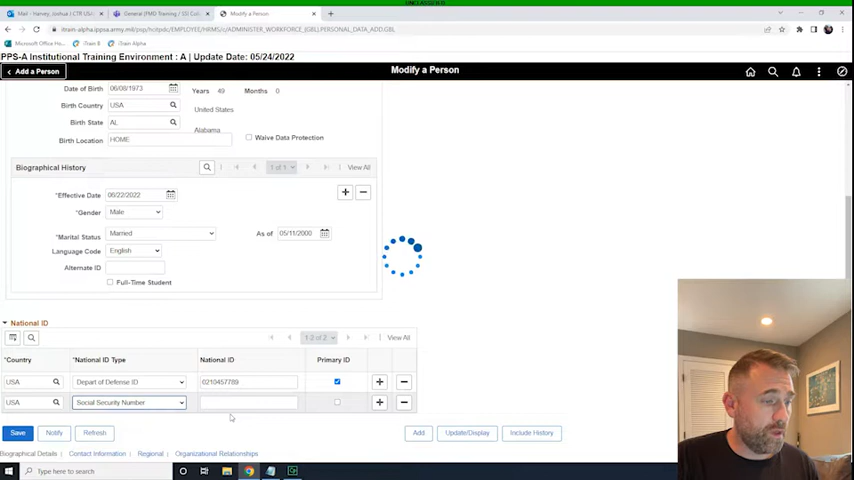 UNCLASSIFIED
Mail - Harvey, Joshua J CTR US
General (FMD Training / SSI Co
Modify a Person
itrain-alpha.ippsa.army.mil/psp/hcitpdc/EMPLOYEE/HRMS/c/ADMINISTER_WORKFORCE_(GBL).PERSONAL_DATA_ADD.GBL
Microsoft Office Ho... iTrain B iTrain Alpha
PPS-A Institutional Training Environment : A | Update Date: 05/24/2022
Add a Person
Modify a Person
Date of Birth 06/08/1973 Years 49 Months 0
Birth Country USA United States
Birth State AL Alabama
Birth Location HOME Waive Data Protection
Biographical History 1 of 1 View All
*Effective Date 06/22/2022
*Gender Male
*Marital Status Married As of 05/11/2000
Language Code English
Alternate ID
Full-Time Student
National ID
1-2 of 2 View All
*Country *National ID Type National ID Primary ID
USA Depart of Defense ID 0210457789
USA Social Security Number
Save Notify Refresh Add Update/Display Include History
Biographical Details | Contact Information | Regional | Organizational Relationships
Type here to search